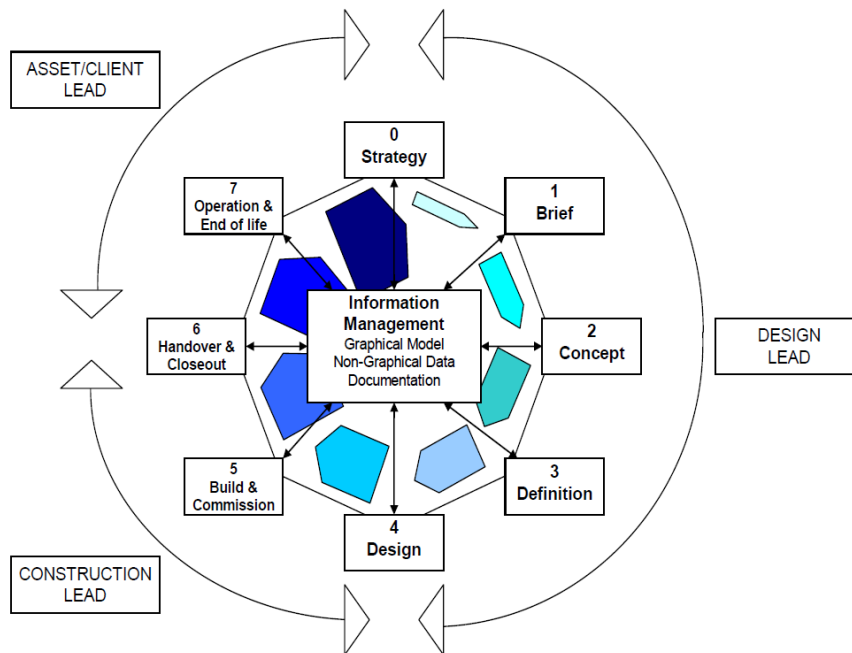 ASSET/CLIENT
LEAD
0
Strategy
7
Operation &
End of life
1
Brief
Information
Management
Graphical Model
Non-Graphical Data
Documentation
6
Handover &
Closeout
2
Concept
DESIGN
LEAD
5
Build &
Commission
3
Definition
4
Design
CONSTRUCTION
LEAD